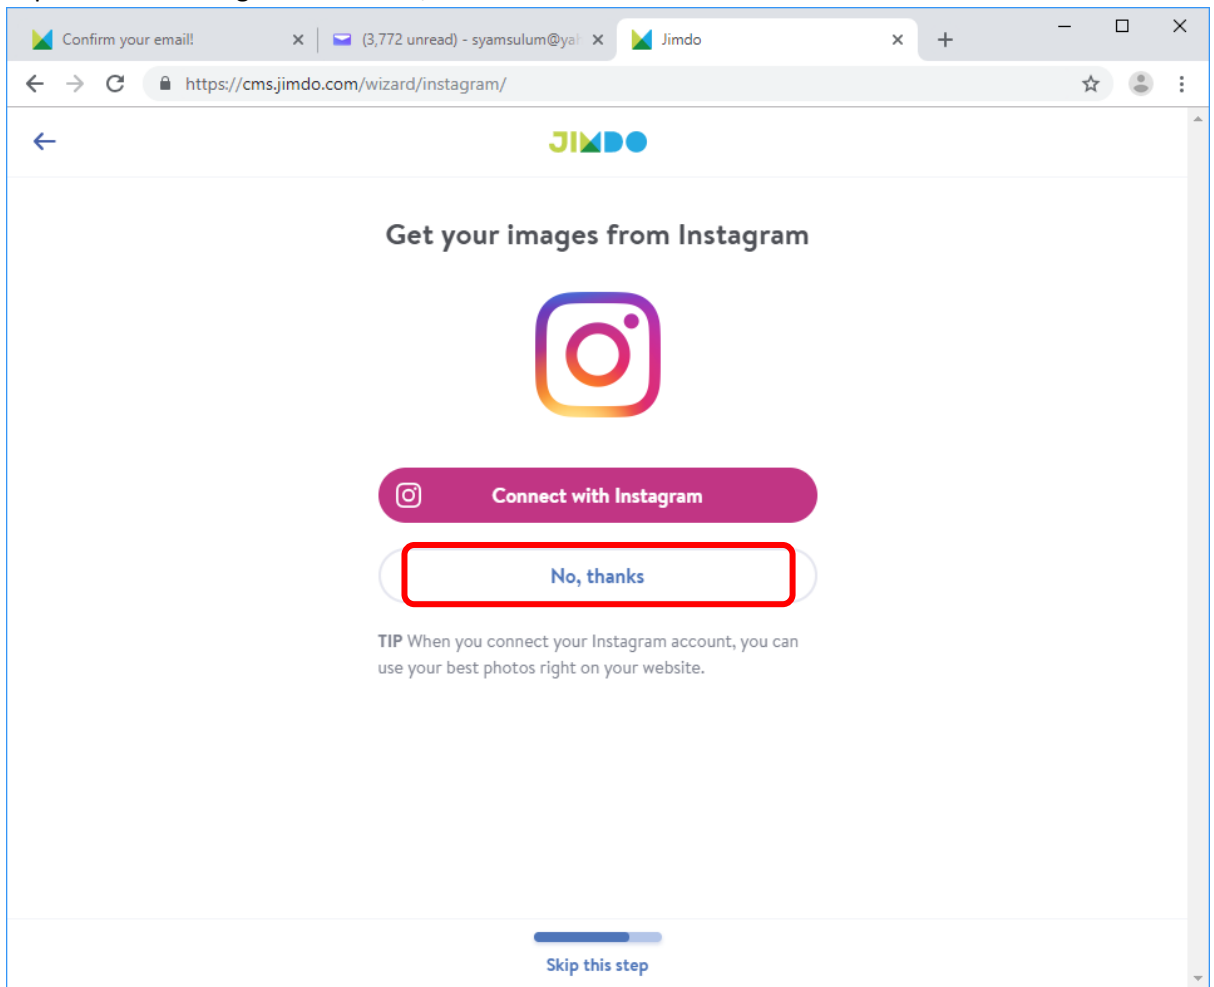 Confirm your email!
(3,772 unread) - syamsulum@yah
Jimdo
https://cms.jimdo.com/wizard/instagram/
JIMDO
Get your images from Instagram
Connect with Instagram
No, thanks
TIP When you connect your Instagram account, you can
use your best photos right on your website.
Skip this step